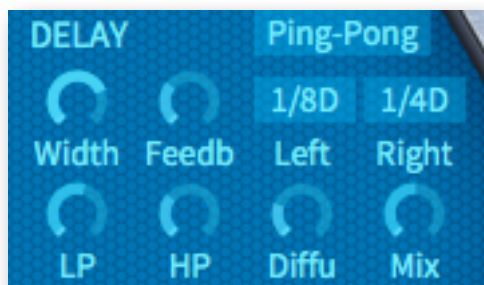 DELAY Ping-Pong
1/8D 1/4D
Width Feedb Left Right
LP HP Diffu Mix